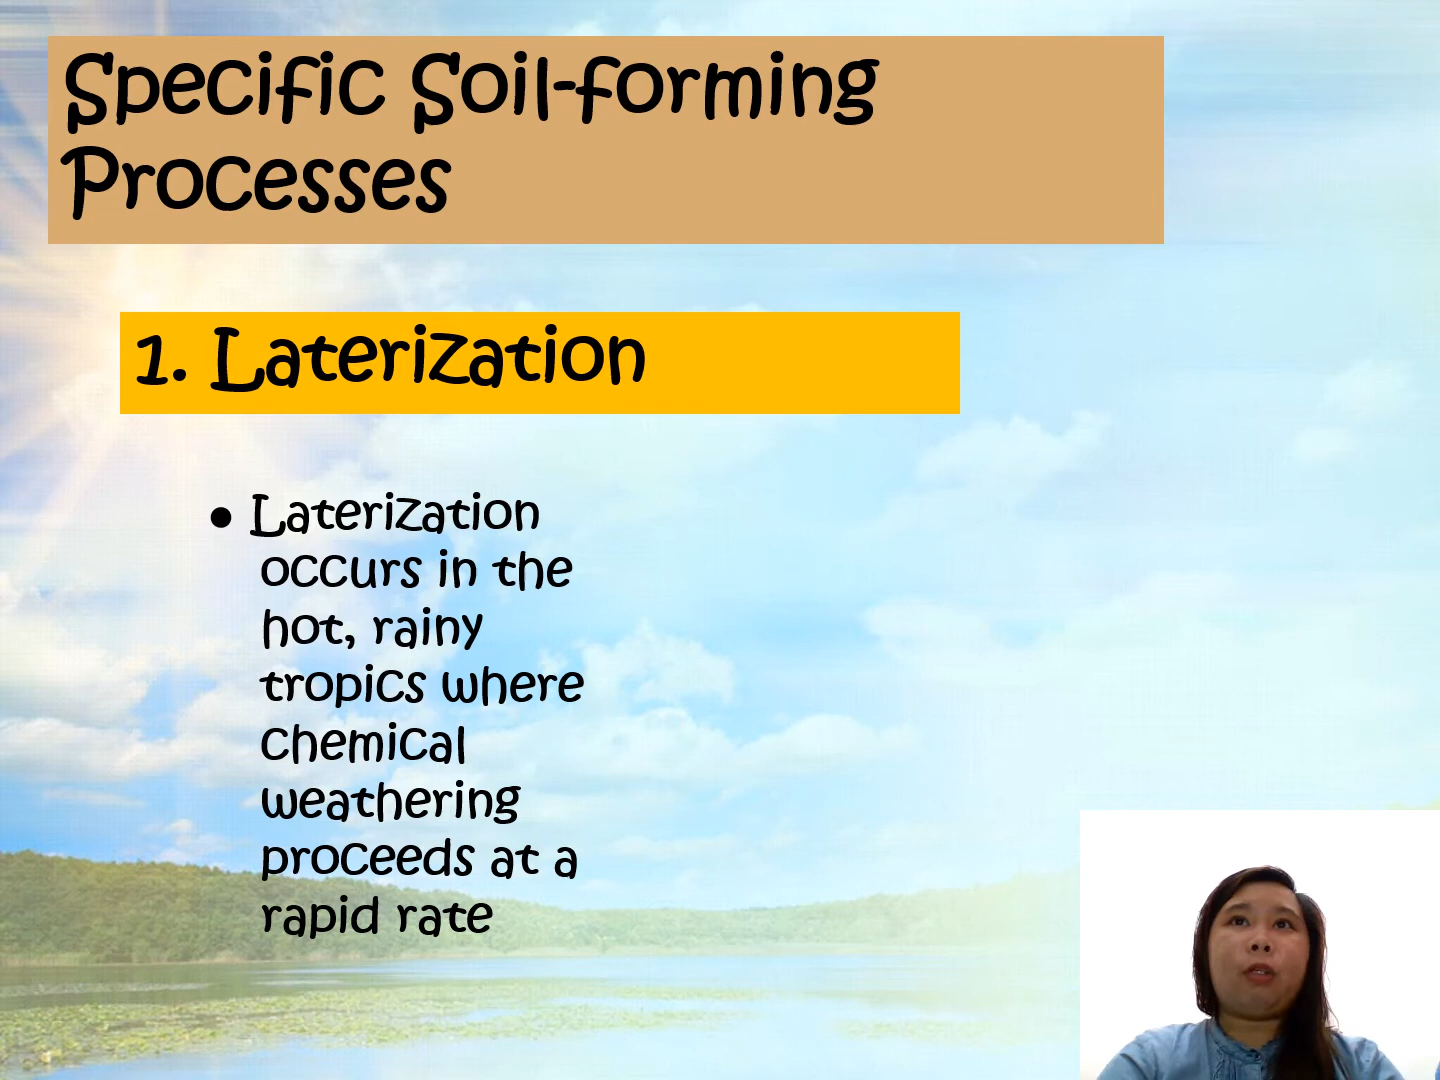 Specific Soil-forming
Processes
1. Laterization
• Laterization
occurs in the
hot, rainy
tropics where
chemical
weathering
proceeds at a
rapid rate